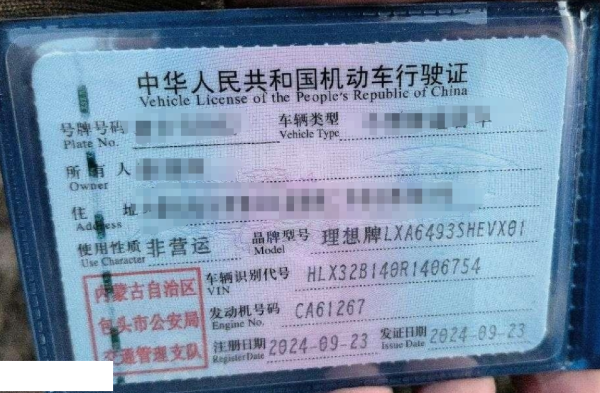 中华人民共和国机动车行驶证
Vehicle License of the People's Republic of China
号牌号码
Plate No.
车辆类型
Vehicle Type
所有人
Owner
住址
Address
使用性质 非营运
Use Character
品牌型号 理想牌LXA6493SHEVX01
Model
内蒙古自治区
包头市公安局
交通管理支队
车辆识别代号 HLX32B140R1406754
VIN
发动机号码 CA61267
Engine No.
注册日期 2024-09-23
Register Date
发证日期 2024-09-23
Issue Date